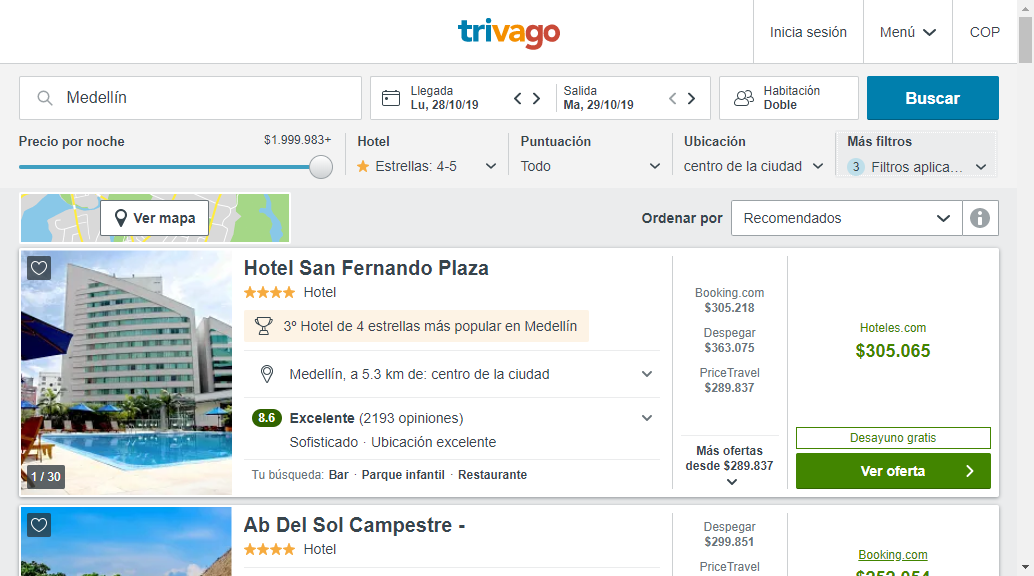 trivago
Inicia sesión
Menú
COP
Medellín
Llegada
Lu, 28/10/19
Salida
Ma, 29/10/19
Habitación
Doble
Buscar
Precio por noche
$1.999.983+
Hotel
Estrellas: 4-5
Puntuación
Todo
Ubicación
centro de la ciudad
Más filtros
3 Filtros aplica...
Ver mapa
Ordenar por
Recomendados
Hotel San Fernando Plaza
Hotel
3º Hotel de 4 estrellas más popular en Medellín
Medellín, a 5.3 km de: centro de la ciudad
8.6 Excelente (2193 opiniones)
Sofisticado · Ubicación excelente
Tu búsqueda: Bar · Parque infantil · Restaurante
1 / 30
Booking.com
$305.218
Despegar
$363.075
PriceTravel
$289.837
Más ofertas
desde $289.837
Hoteles.com
$305.065
Desayuno gratis
Ver oferta
Ab Del Sol Campestre -
Hotel
Despegar
$299.851
PriceTravel
Booking.com